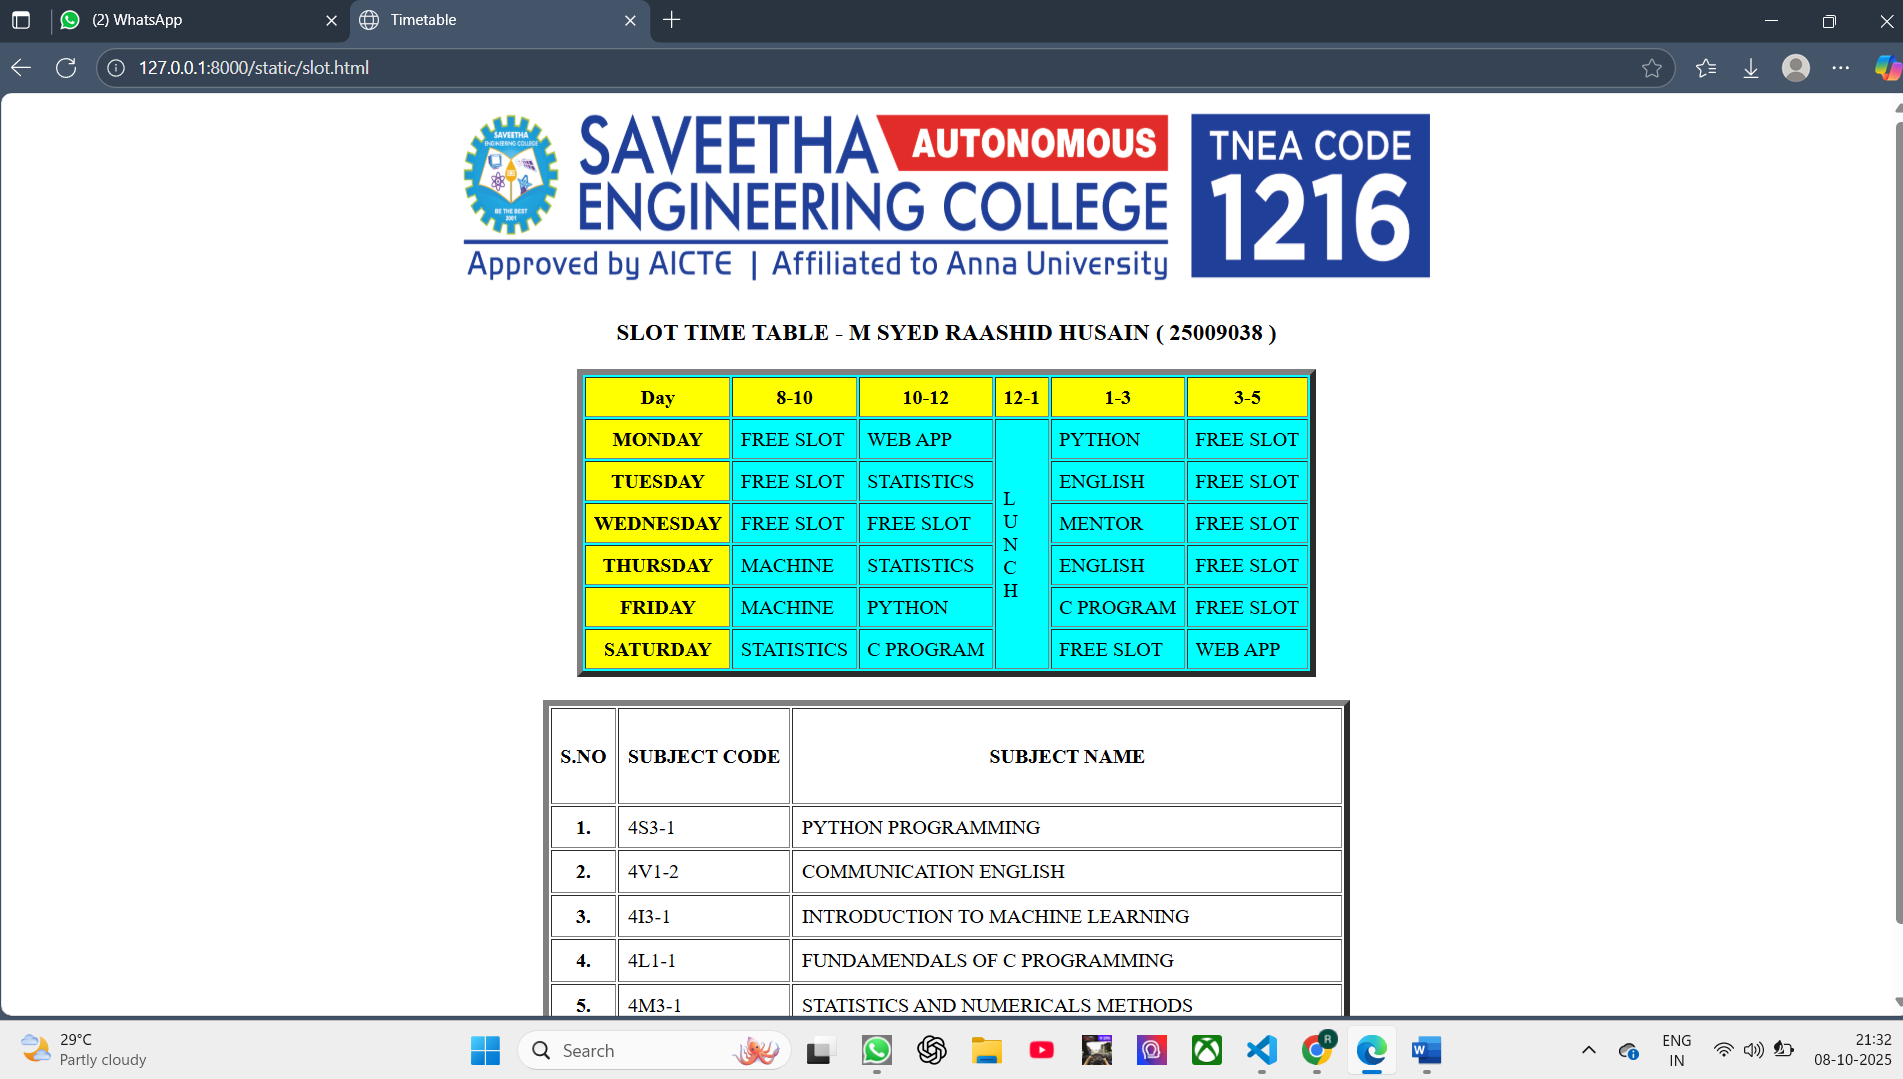 (2) WhatsApp
Timetable
127.0.0.1:8000/static/slot.html
SAVEETHA ENGINEERING COLLEGE BE THE BEST 2001
SAVEETHA AUTONOMOUS
ENGINEERING COLLEGE
Approved by AICTE | Affiliated to Anna University
TNEA CODE
1216
SLOT TIME TABLE - M SYED RAASHID HUSAIN ( 25009038 )
Day 8-10 10-12 12-1 1-3 3-5
MONDAY FREE SLOT WEB APP L U N C H PYTHON FREE SLOT
TUESDAY FREE SLOT STATISTICS ENGLISH FREE SLOT
WEDNESDAY FREE SLOT FREE SLOT MENTOR FREE SLOT
THURSDAY MACHINE STATISTICS ENGLISH FREE SLOT
FRIDAY MACHINE PYTHON C PROGRAM FREE SLOT
SATURDAY STATISTICS C PROGRAM FREE SLOT WEB APP
S.NO SUBJECT CODE SUBJECT NAME
1. 4S3-1 PYTHON PROGRAMMING
2. 4V1-2 COMMUNICATION ENGLISH
3. 4I3-1 INTRODUCTION TO MACHINE LEARNING
4. 4L1-1 FUNDAMENDALS OF C PROGRAMMING
5. 4M3-1 STATISTICS AND NUMERICALS METHODS
29°C
Partly cloudy
Search
R
W
ENG
IN
21:32
08-10-2025